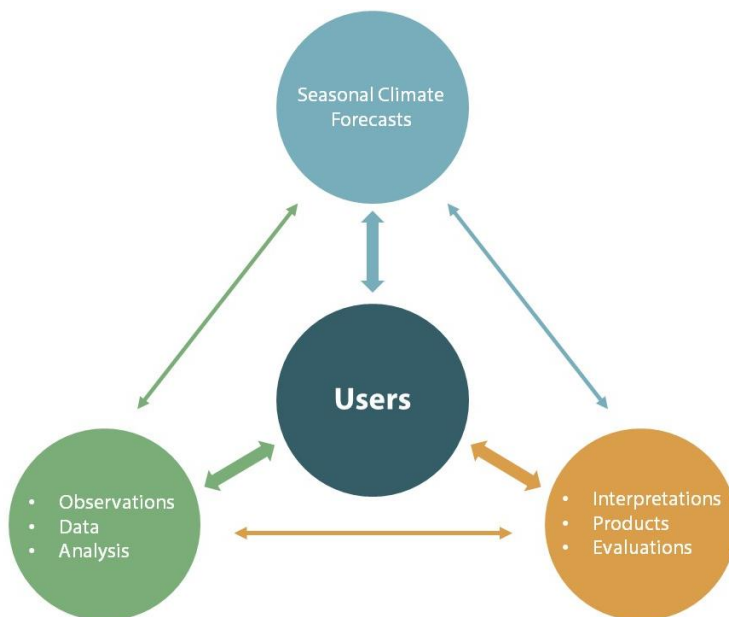 Seasonal Climate
Forecasts
Users
• Observations
• Data
• Analysis
• Interpretations
• Products
• Evaluations